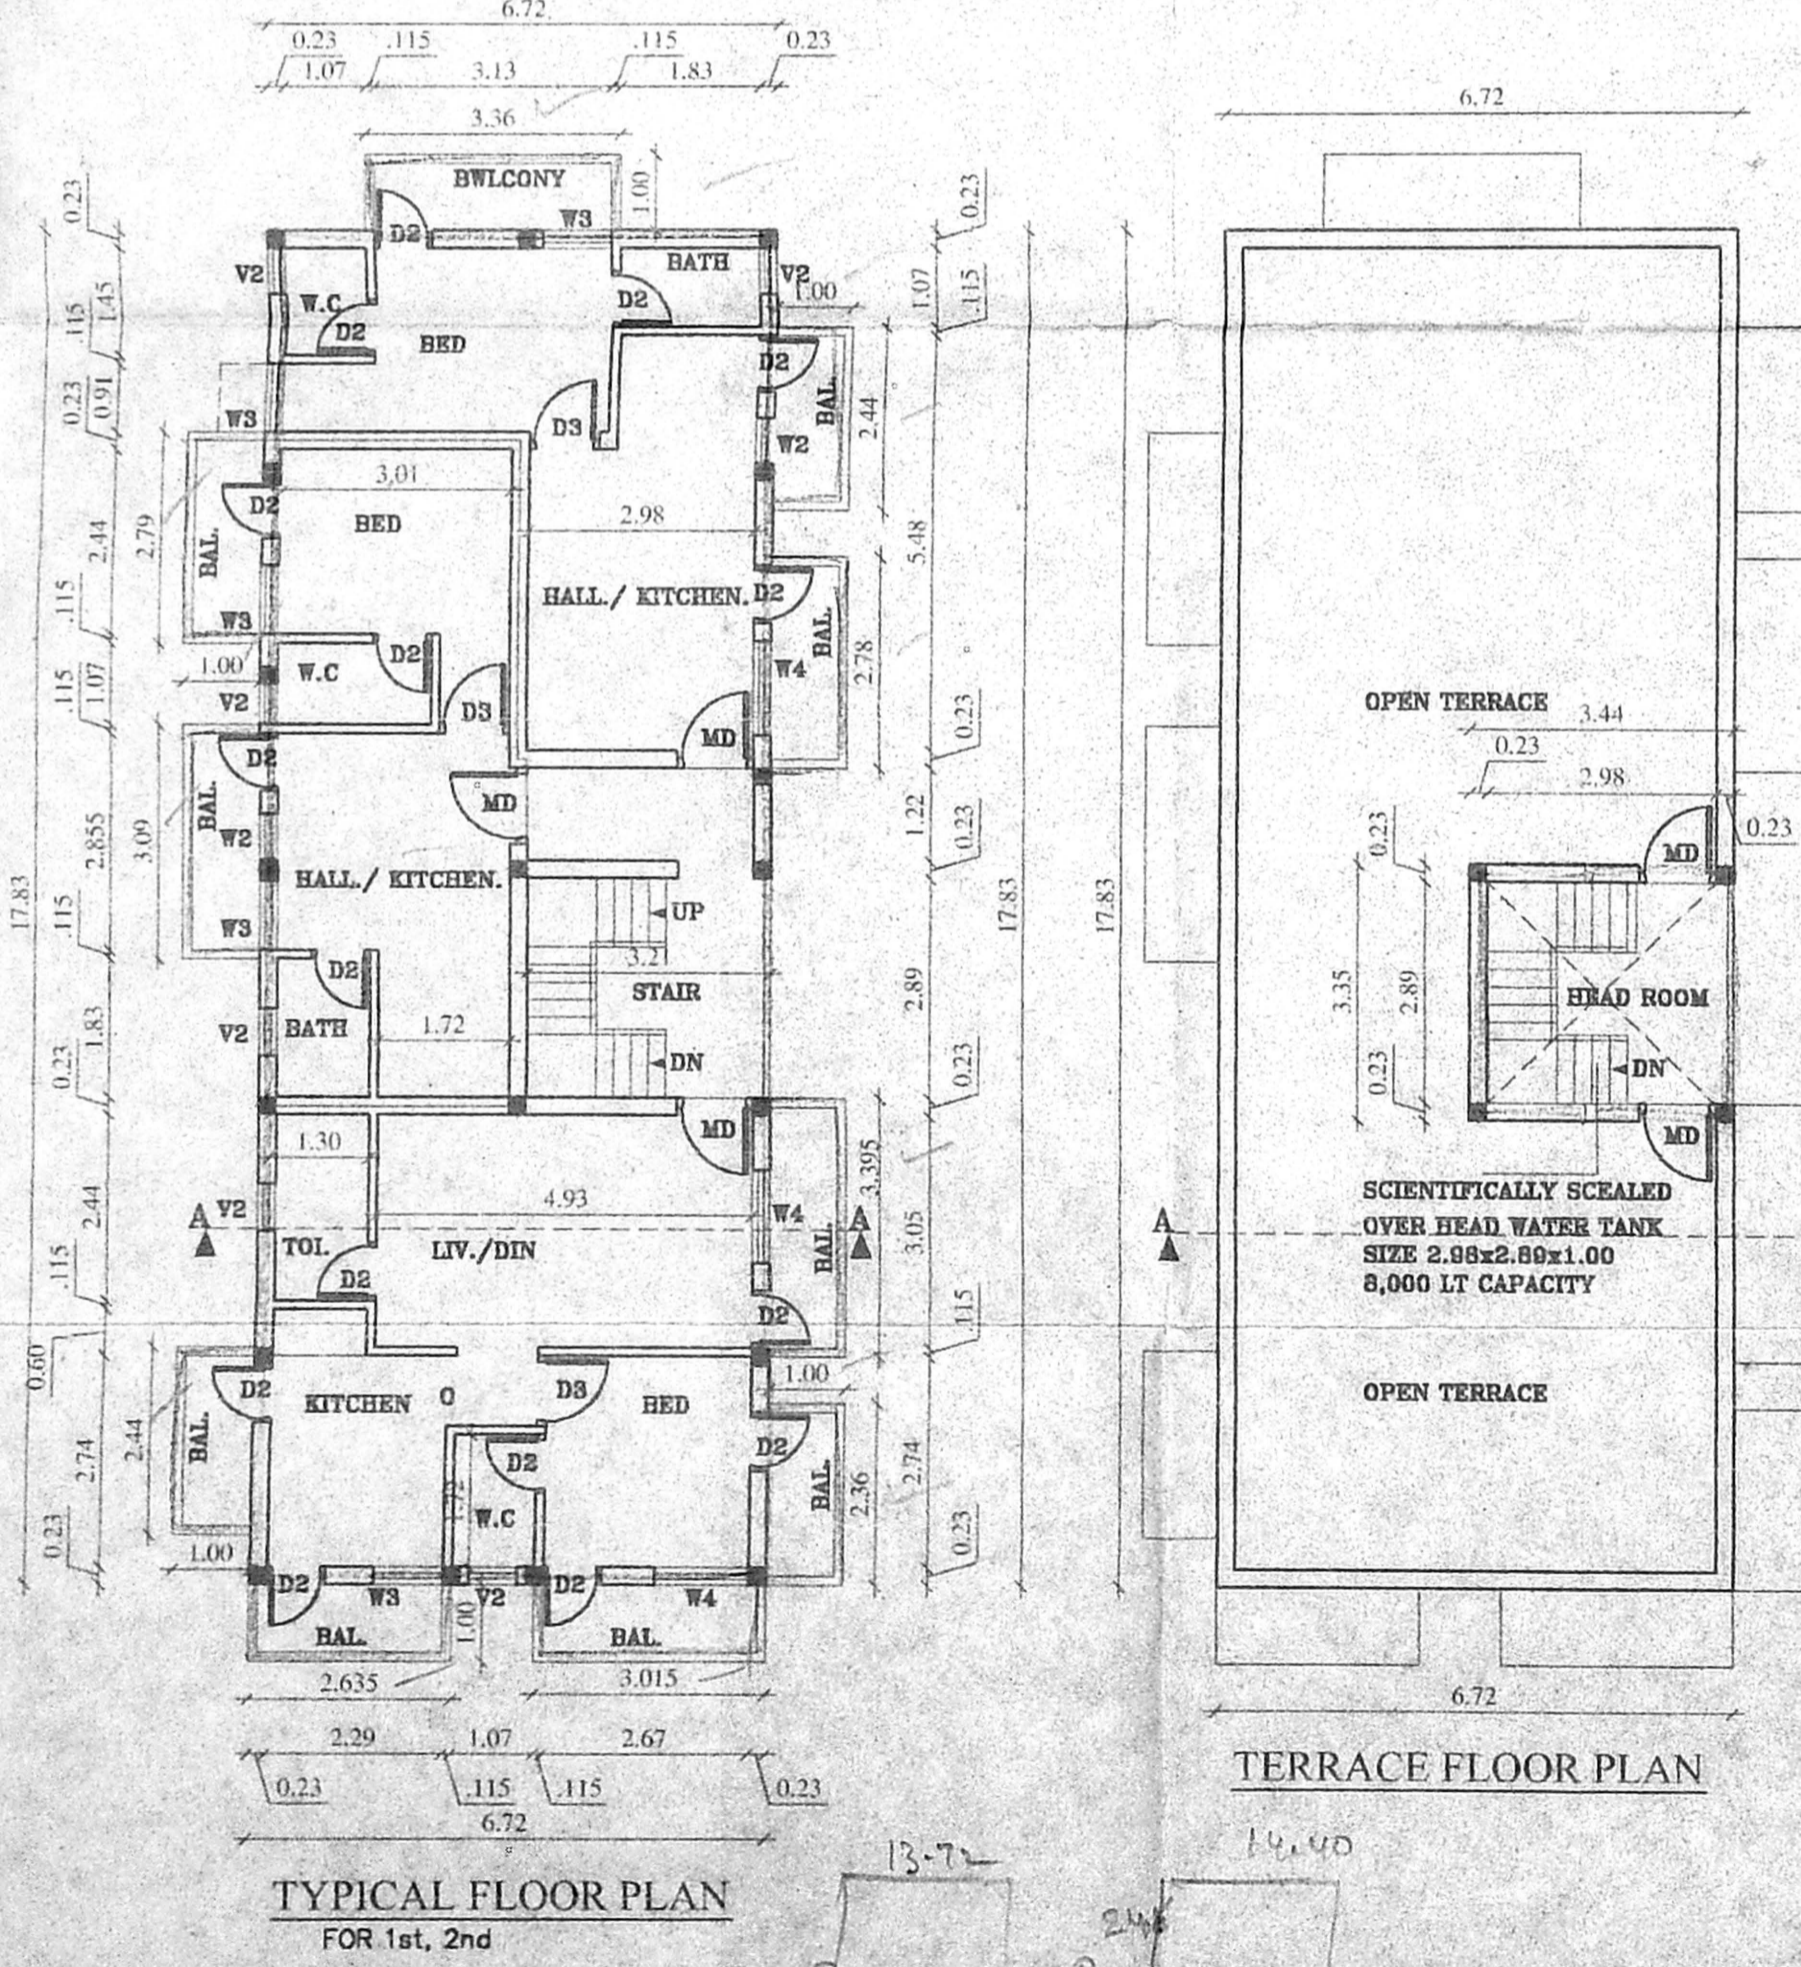 6.72
0.23 .115 .115 0.23
1.07 3.13 1.83
3.36
6.72
BWLCONY
1.00
0.23
0.23
W3
D2
V2
BATH
V2
1.00
W.C
D2
D2
1.07
.115
.115
1.45
BED
D2
0.23
0.91
W3
D3
BAL.
2.44
W2
3.01
D2
BED
2.98
2.79
2.44
BAL.
5.48
HALL./ KITCHEN.
D2
.115
W3
BAL.
1.00
W.C
D2
W4
2.78
.115
1.07
V2
D3
MD
0.23
OPEN TERRACE
3.44
0.23
2.98
D2
MD
BAL.
W2
3.09
2.855
1.22
0.23
0.23
MD
0.23
HALL./ KITCHEN.
17.83
17.83
17.83
.115
W3
UP
D2
3.21
STAIR
2.89
3.35
2.89
HEAD ROOM
V2
BATH
1.72
1.83
0.23
DN
0.23
0.23
DN
MD
MD
1.30
3.395
4.93
2.44
A
V2
W4
A
A
SCIENTIFICALLY SCEALED
OVER HEAD WATER TANK
SIZE 2.98x2.89x1.00
8,000 LT CAPACITY
TOI.
LIV./DIN
BAL.
3.05
.115
D2
D2
.115
0.60
1.00
D2
KITCHEN O
D3
BED
OPEN TERRACE
BAL.
2.44
2.74
D2
D2
1.72
W.C
BAL.
2.36
2.74
0.23
0.23
1.00
D2
W3
V2
D2
W4
1.00
BAL.
BAL.
2.635
3.015
6.72
2.29 1.07 2.67
0.23 .115 .115 0.23
6.72
TERRACE FLOOR PLAN
TYPICAL FLOOR PLAN
FOR 1st, 2nd
13-72
14.40